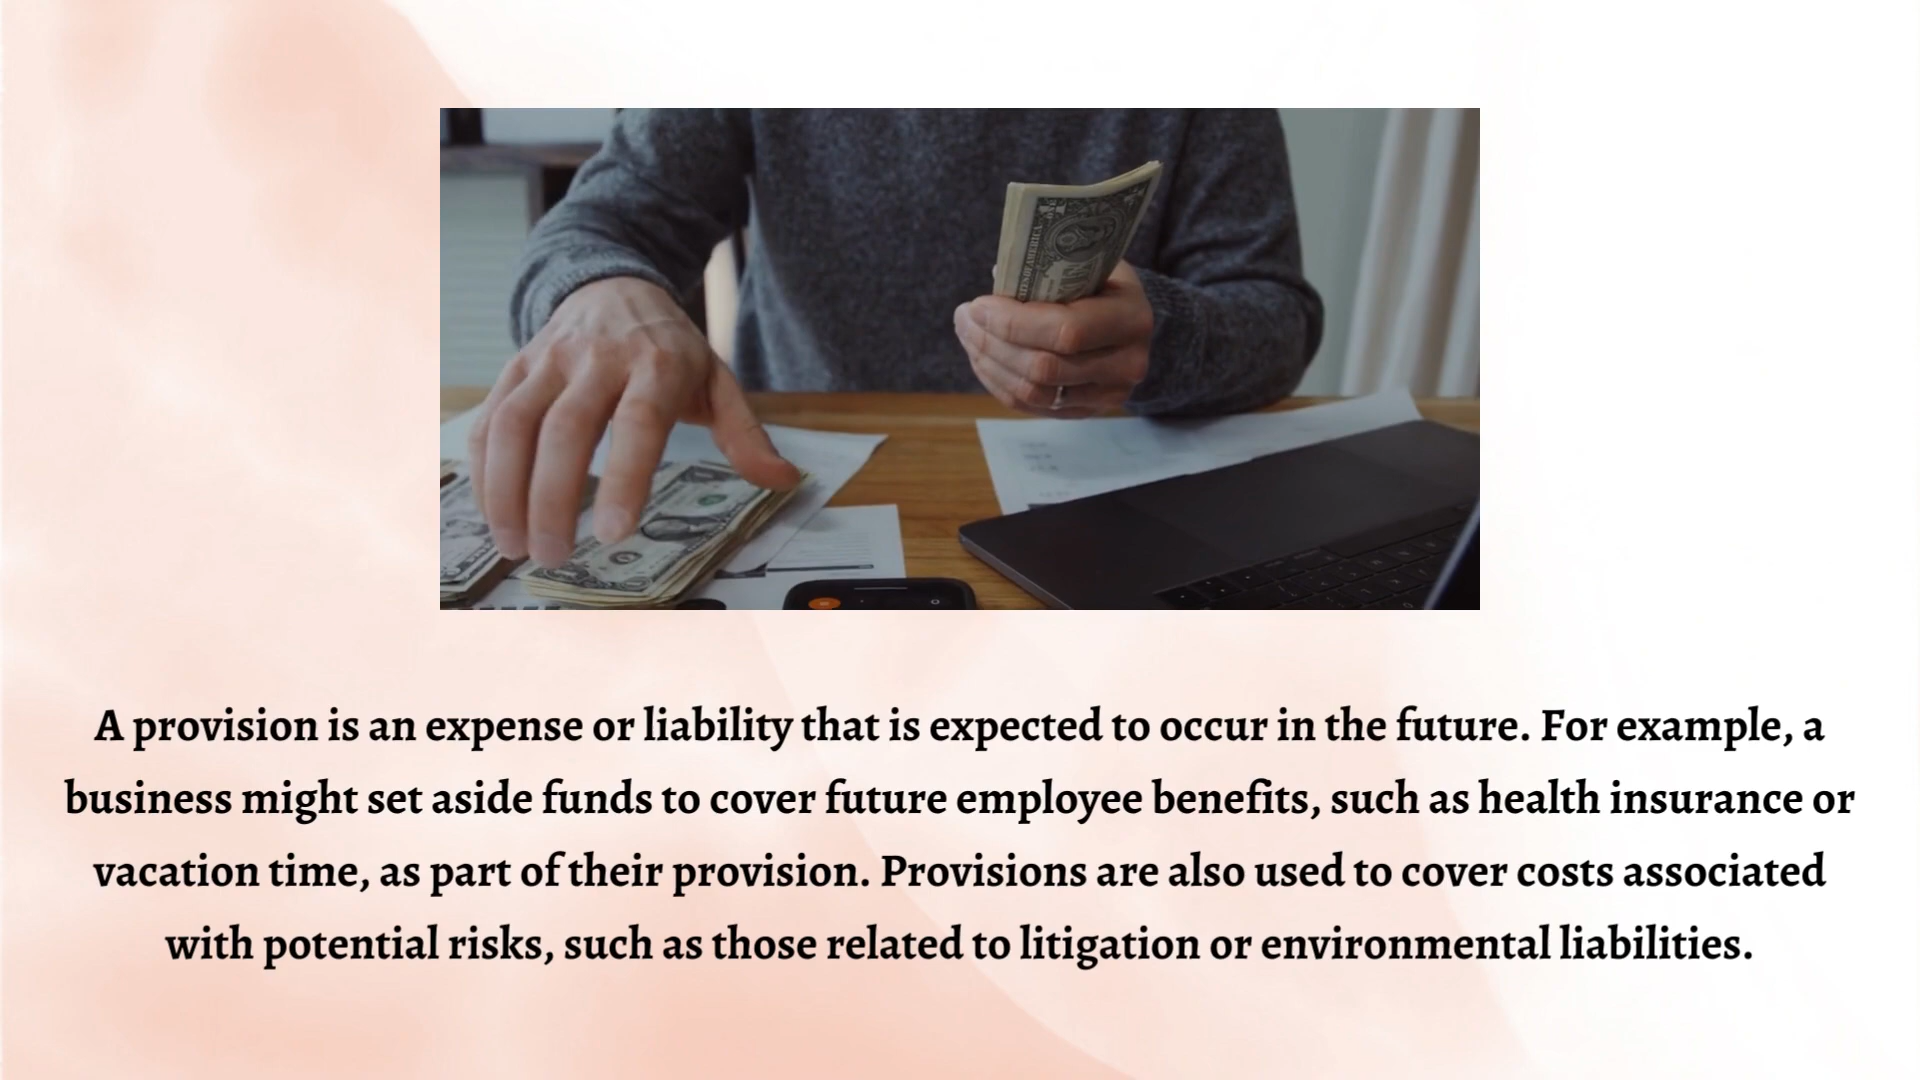 A provision is an expense or liability that is expected to occur in the future. For example, a
business might set aside funds to cover future employee benefits, such as health insurance or
vacation time, as part of their provision. Provisions are also used to cover costs associated
with potential risks, such as those related to litigation or environmental liabilities.